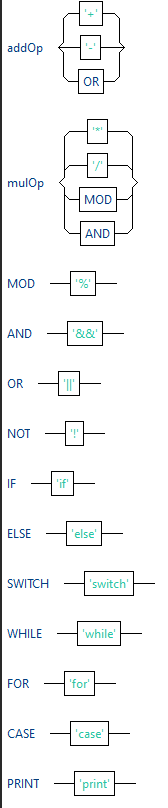 '+'
addOp '-'
OR
'*'
'/'
mulOp MOD
AND
MOD '%'
AND '&&'
OR '||'
NOT '!'
IF 'if'
ELSE 'else'
SWITCH 'switch'
WHILE 'while'
FOR 'for'
CASE 'case'
PRINT 'print'